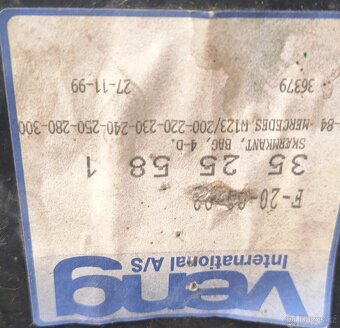 veng
International A/S
35 25 58 1
SKÆRMKANT, BAG, 4-D.
-84 MERCEDES W123/200-220-230-240-250-280-300
36379 27-11-99